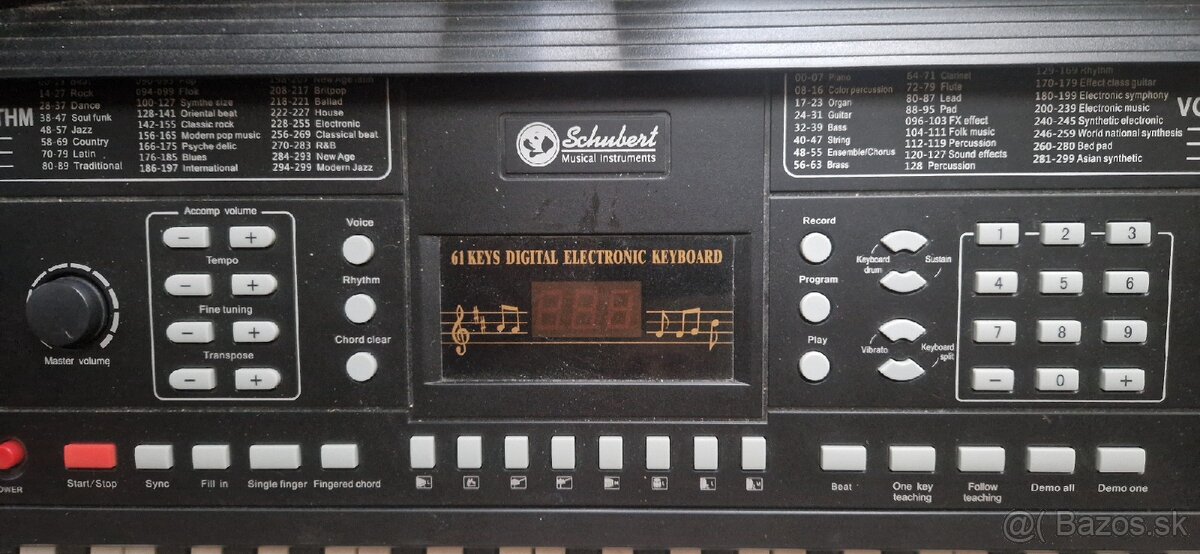 14-27 Rock
28-37 Dance
38-47 Soul funk
48-57 Jazz
58-69 Country
70-79 Latin
80-89 Traditional
094-099 Flok
100-127 Synthe size
128-141 Oriental beat
142-155 Classic rock
156-165 Modern pop music
166-175 Psyche delic
176-185 Blues
186-197 International
New Age latin
208-217 Britpop
218-221 Ballad
222-227 House
228-255 Electronic
256-269 Classical beat
270-283 R&B
284-293 New Age
294-299 Modern Jazz
Schubert
Musical Instruments
00-07 Piano
08-16 Color percussion
17-23 Organ
24-31 Guitar
32-39 Bass
40-47 String
48-55 Ensemble/Chorus
56-63 Brass
64-71 Clarinet
72-79 Flute
80-87 Lead
88-95 Pad
096-103 FX effect
104-111 Folk music
112-119 Percussion
120-127 Sound effects
128 Percussion
129-169 Rhythm
170-179 Effect class guitar
180-199 Electronic symphony
200-239 Electronic music
240-245 Synthetic electronic
246-259 World national synthesis
260-280 Bed pad
281-299 Asian synthetic
Accomp volume
− +
Tempo
− +
Fine tuning
− +
Transpose
− +
Master volume
Voice
Rhythm
Chord clear
61 KEYS DIGITAL ELECTRONIC KEYBOARD
Record
Program
Play
Keyboard drum
Sustain
Vibrato
Keyboard split
1 2 3
4 5 6
7 8 9
− 0 +
Start/Stop
Sync
Fill in
Single finger
Fingered chord
Beat
One key teaching
Follow teaching
Demo all
Demo one
@( Bazos.sk